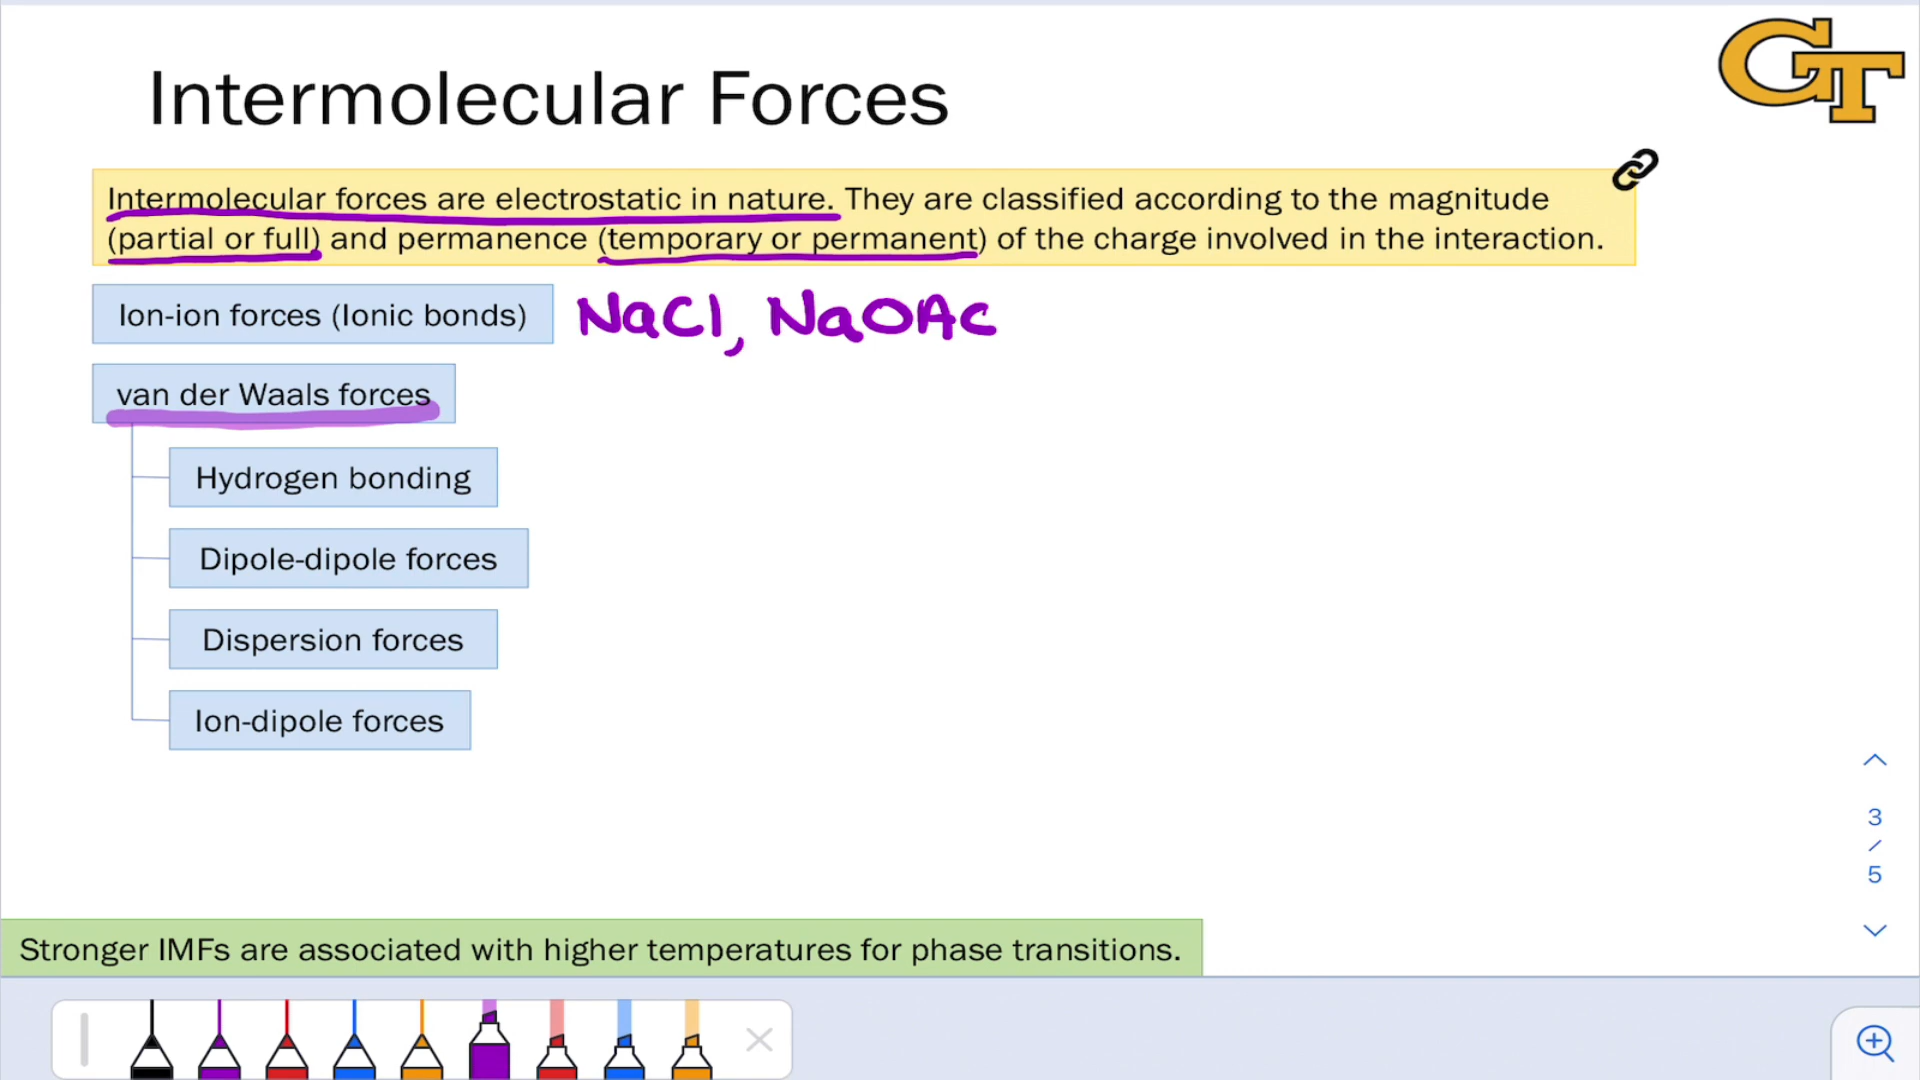 GT
Intermolecular Forces
Intermolecular forces are electrostatic in nature. They are classified according to the magnitude
(partial or full) and permanence (temporary or permanent) of the charge involved in the interaction.
Ion-ion forces (Ionic bonds) NaCl, NaOAc
van der Waals forces
Hydrogen bonding
Dipole-dipole forces
Dispersion forces
Ion-dipole forces
3
/
5
Stronger IMFs are associated with higher temperatures for phase transitions.